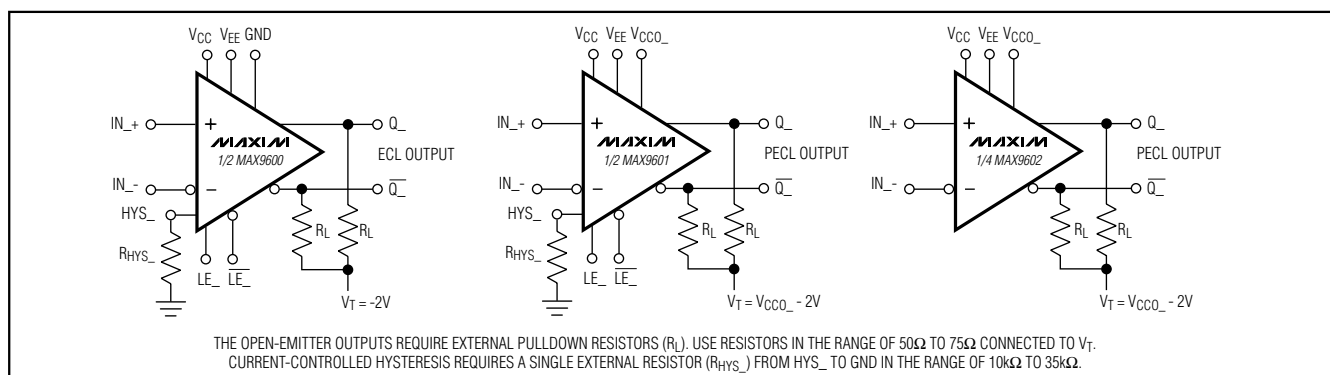 VCC VEE GND
IN_+
+
MAXIM
1/2 MAX9600
Q_
ECL OUTPUT
IN_-
−
Q_
HYS_
RHYS_
LE_ LE_
RL RL
VT = -2V
VCC VEE VCCO_
IN_+
+
MAXIM
1/2 MAX9601
Q_
PECL OUTPUT
IN_-
−
Q_
HYS_
RHYS_
LE_ LE_
RL RL
VT = VCCO_ - 2V
VCC VEE VCCO_
IN_+
+
MAXIM
1/4 MAX9602
Q_
PECL OUTPUT
IN_-
−
Q_
RL RL
VT = VCCO_ - 2V
THE OPEN-EMITTER OUTPUTS REQUIRE EXTERNAL PULLDOWN RESISTORS (RL). USE RESISTORS IN THE RANGE OF 50Ω TO 75Ω CONNECTED TO VT.
CURRENT-CONTROLLED HYSTERESIS REQUIRES A SINGLE EXTERNAL RESISTOR (RHYS_) FROM HYS_ TO GND IN THE RANGE OF 10kΩ TO 35kΩ.